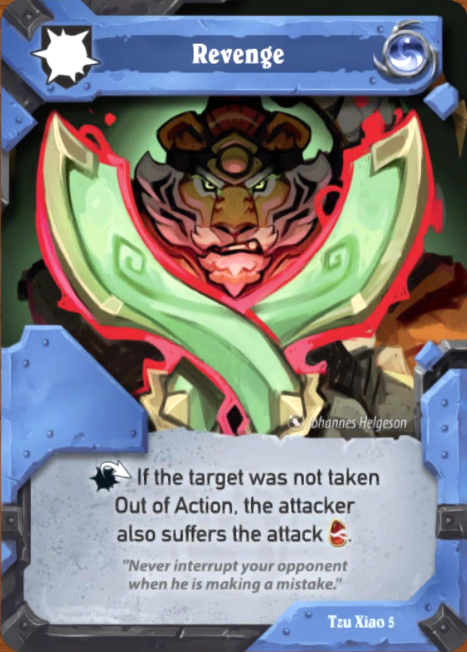 Revenge
Johannes Helgeson
If the target was not taken
Out of Action, the attacker
also suffers the attack .
"Never interrupt your opponent
when he is making a mistake."
Tzu Xiao 5